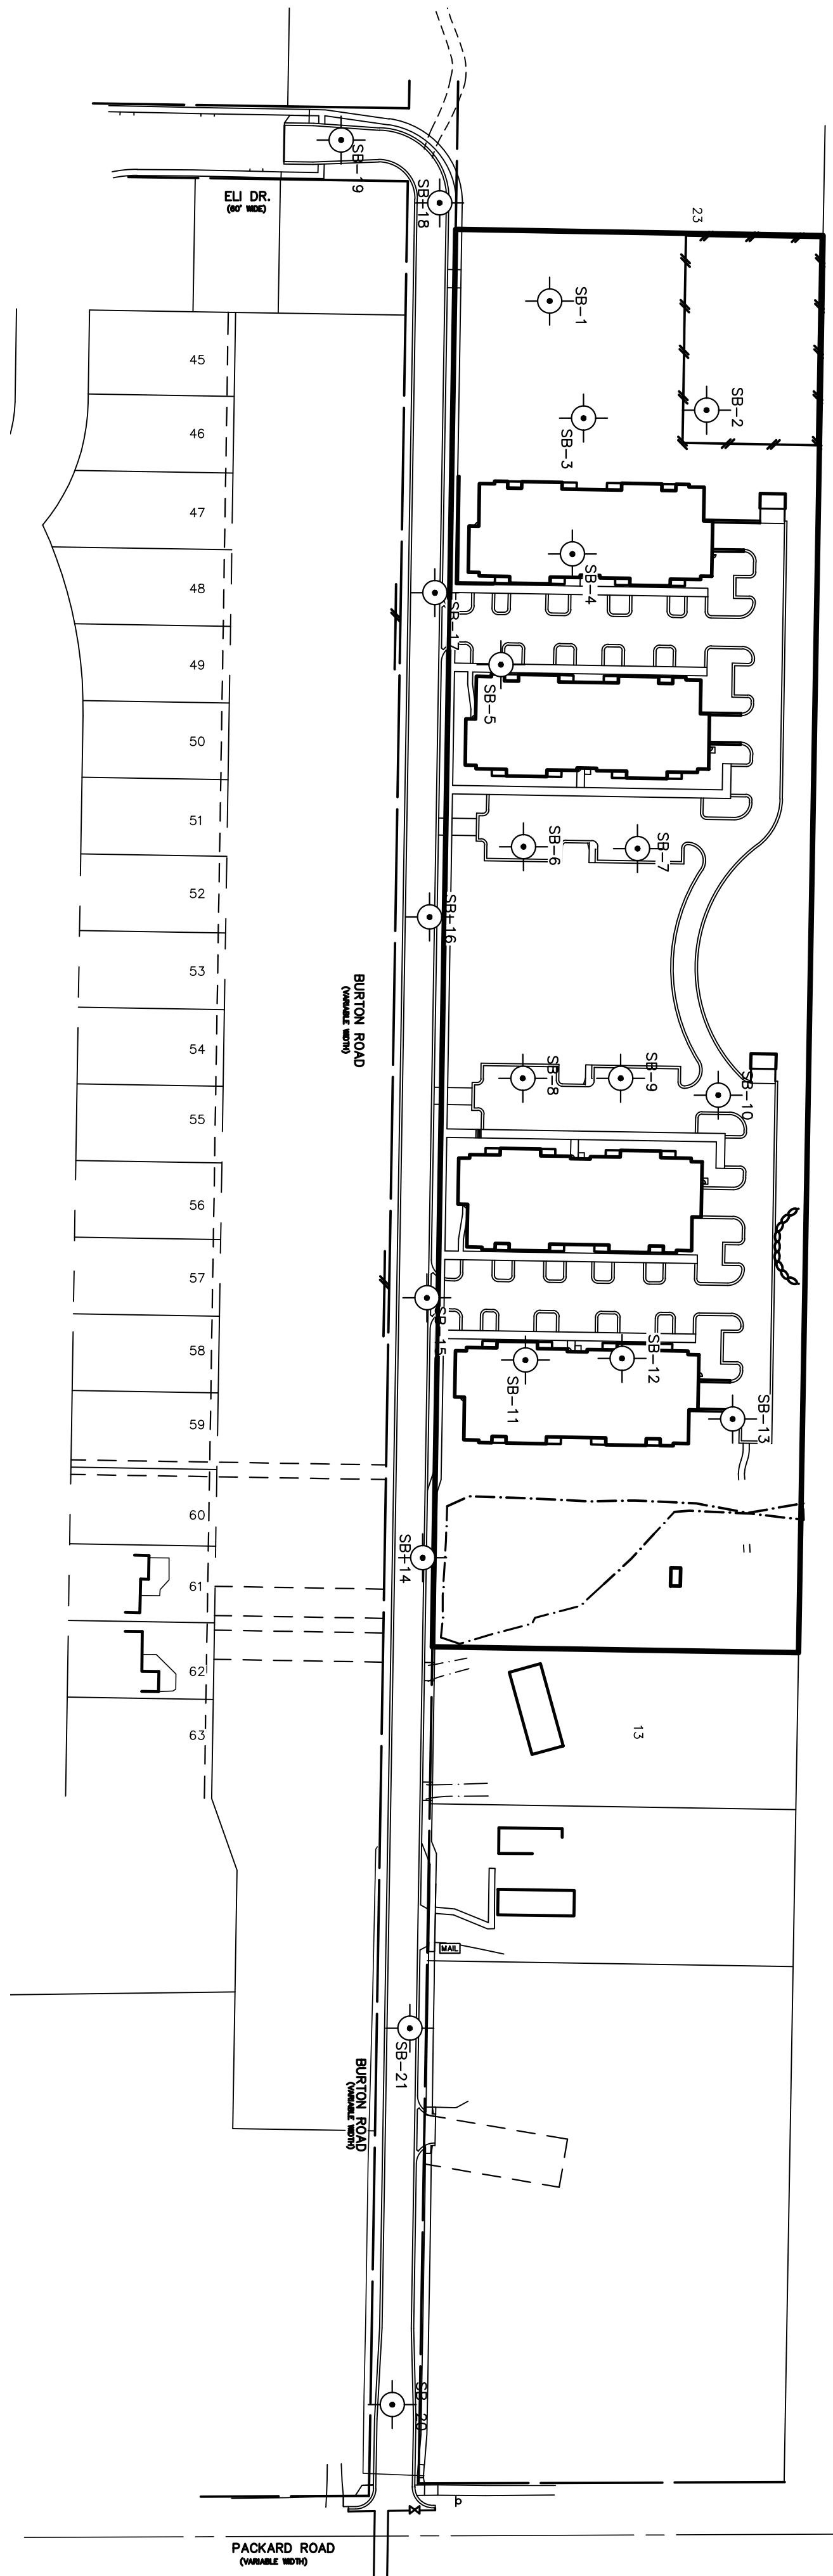 SB-19
SB-18
ELI DR.
(60' WIDE)
23
SB-1
SB-2
SB-3
45
46
47
48
49
50
51
52
53
54
55
56
57
58
59
60
61
62
63
SB-4
SB-17
SB-5
SB-6
SB-7
SB-16
BURTON ROAD
(VARIABLE WIDTH)
SB-8
SB-9
SB-10
SB-15
SB-11
SB-12
SB-13
SB-14
11
13
MAIL
SB-21
BURTON ROAD
(VARIABLE WIDTH)
SB-20
PACKARD ROAD
(VARIABLE WIDTH)